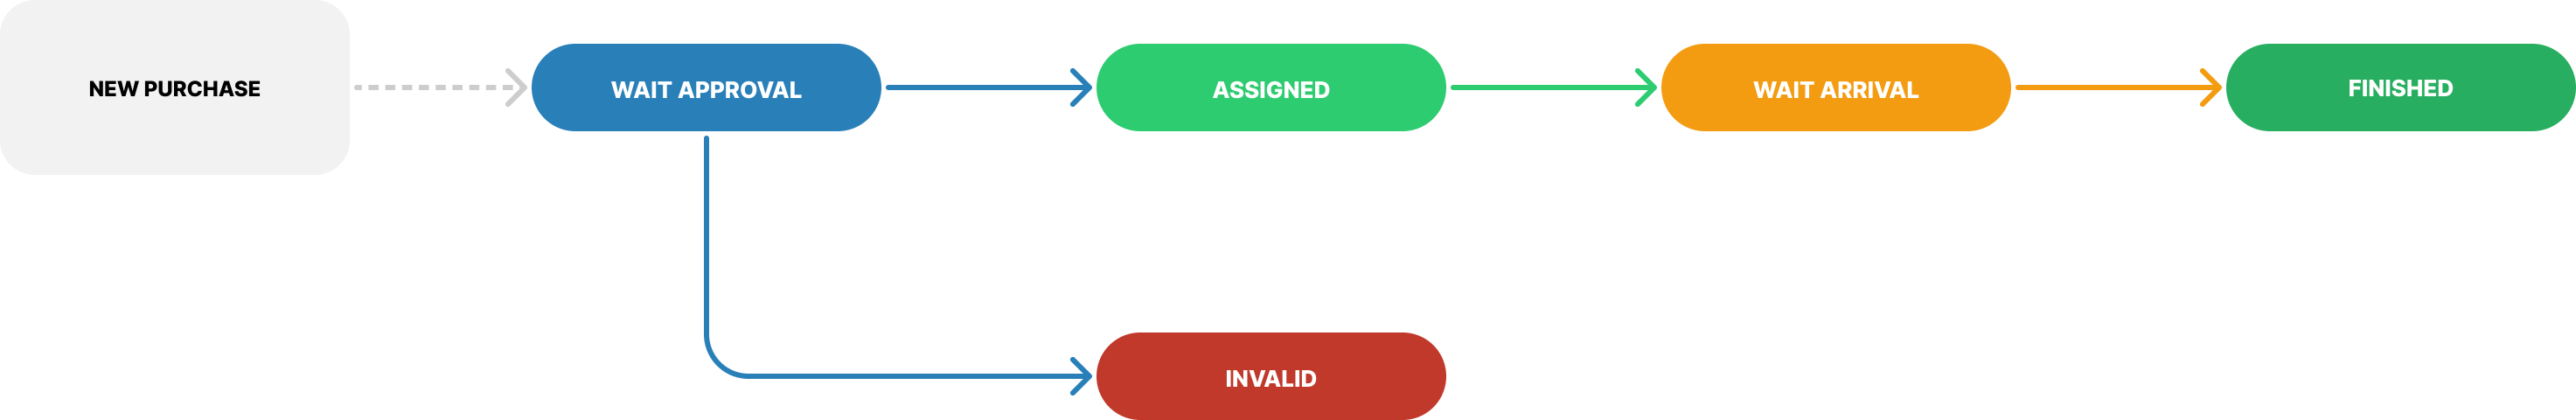 NEW PURCHASE
WAIT APPROVAL
ASSIGNED
WAIT ARRIVAL
FINISHED
INVALID